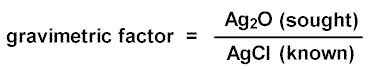 gravimetric factor = Ag₂O (sought)
AgCl (known)